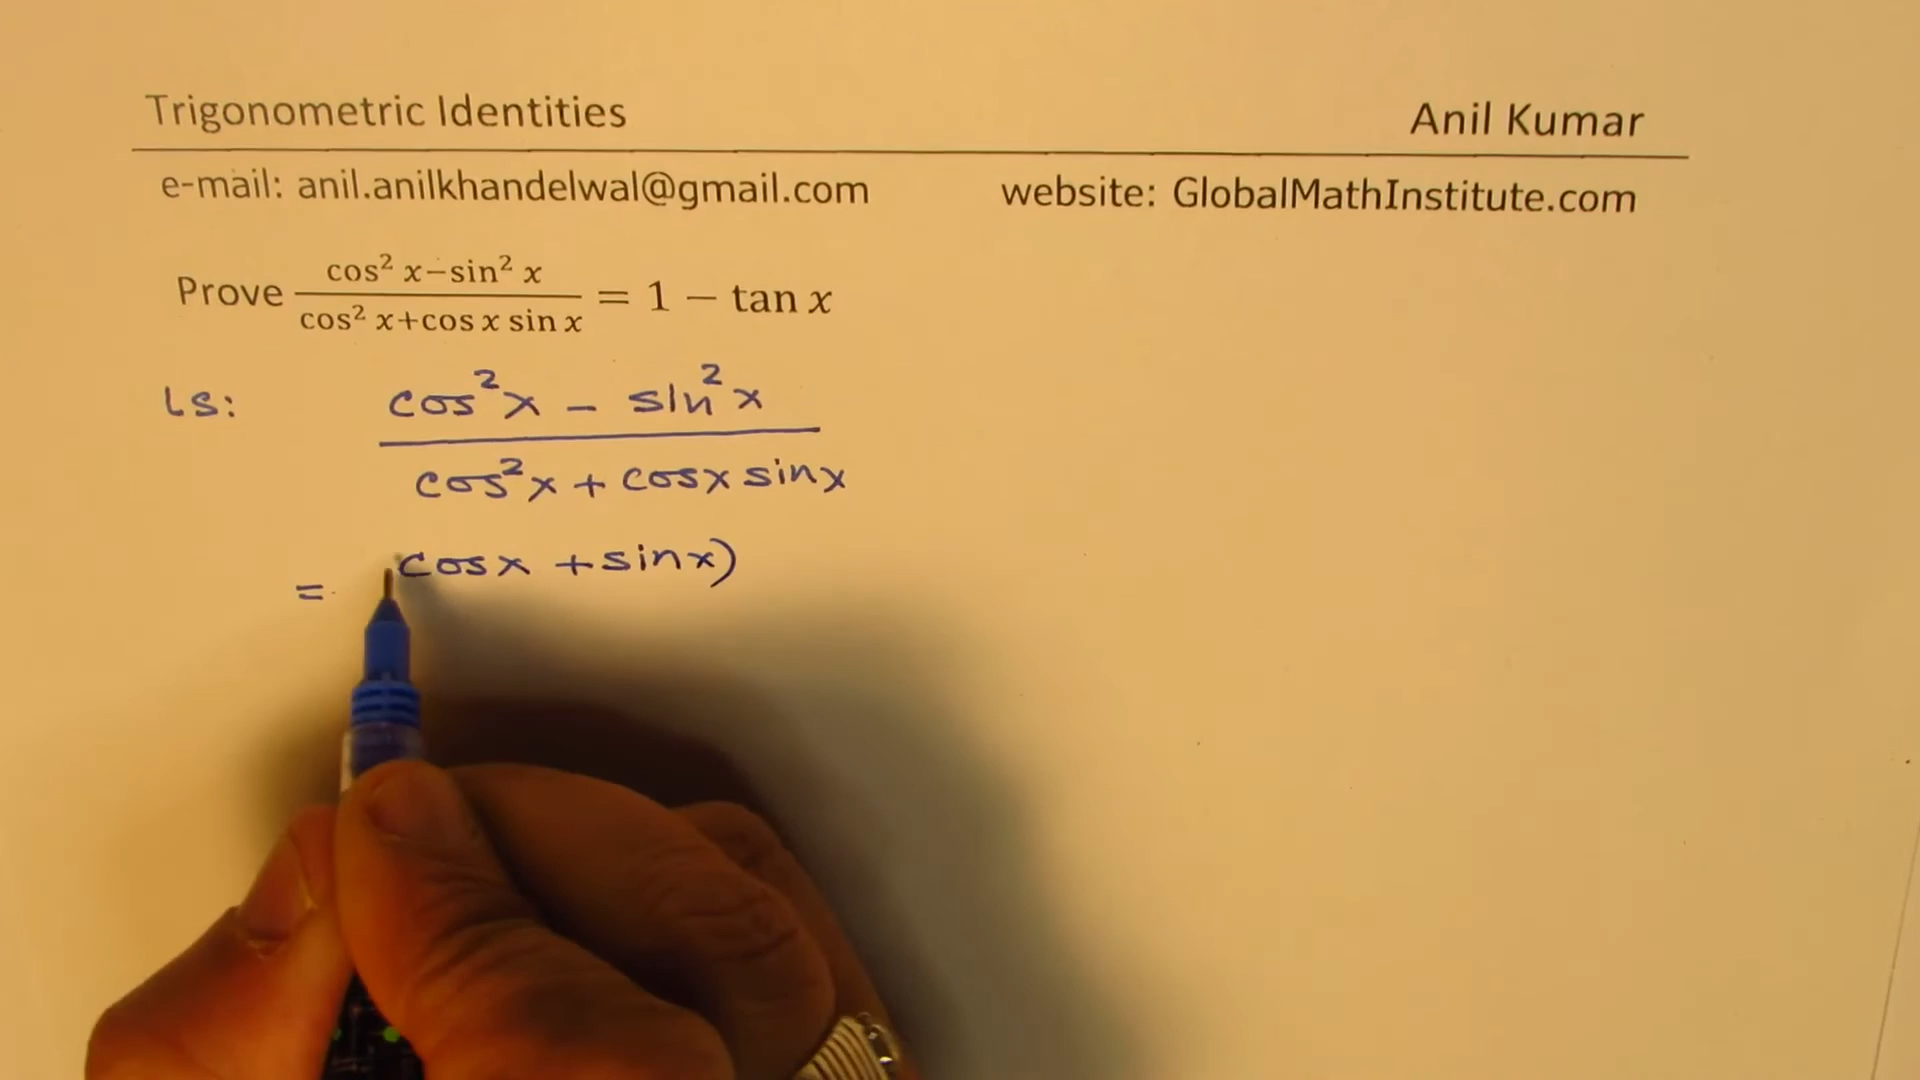 Trigonometric Identities Anil Kumar
e-mail: anil.anilkhandelwal@gmail.com website: GlobalMathInstitute.com
Prove \frac{cos² x−sin² x}{cos² x+cos x sin x} = 1 − tan x
LS: cos²x − sin²x
cos²x + cosx sinx
= cosx + sinx)